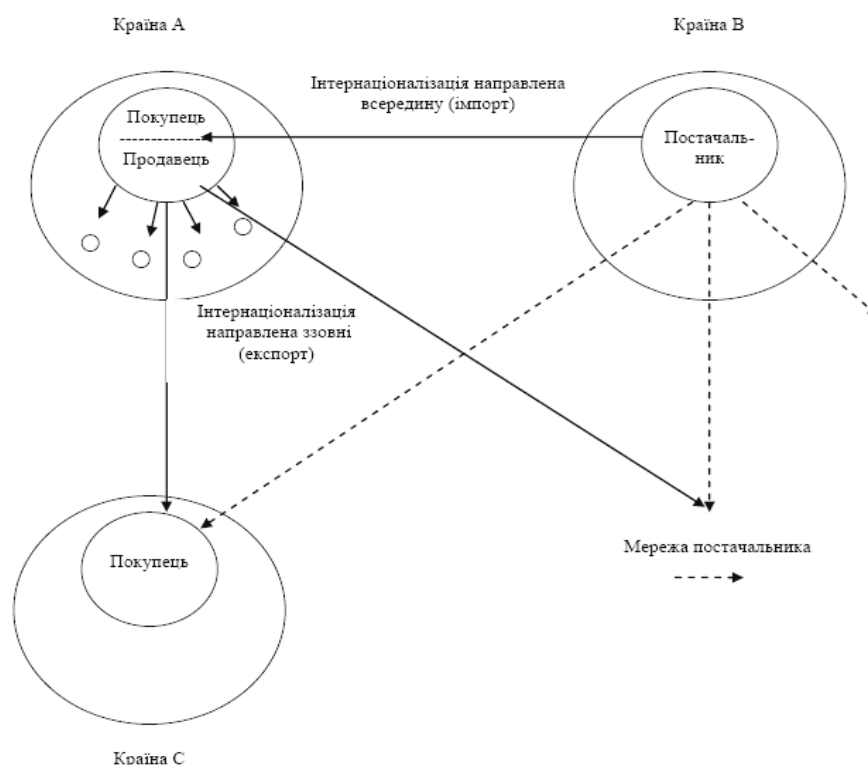 Країна А
Країна В
Інтернаціоналізація направлена
всередину (імпорт)
Покупець
Продавець
Постачаль-
ник
Інтернаціоналізація
направлена ззовні
(експорт)
Мережа постачальника
Покупець
Країна С